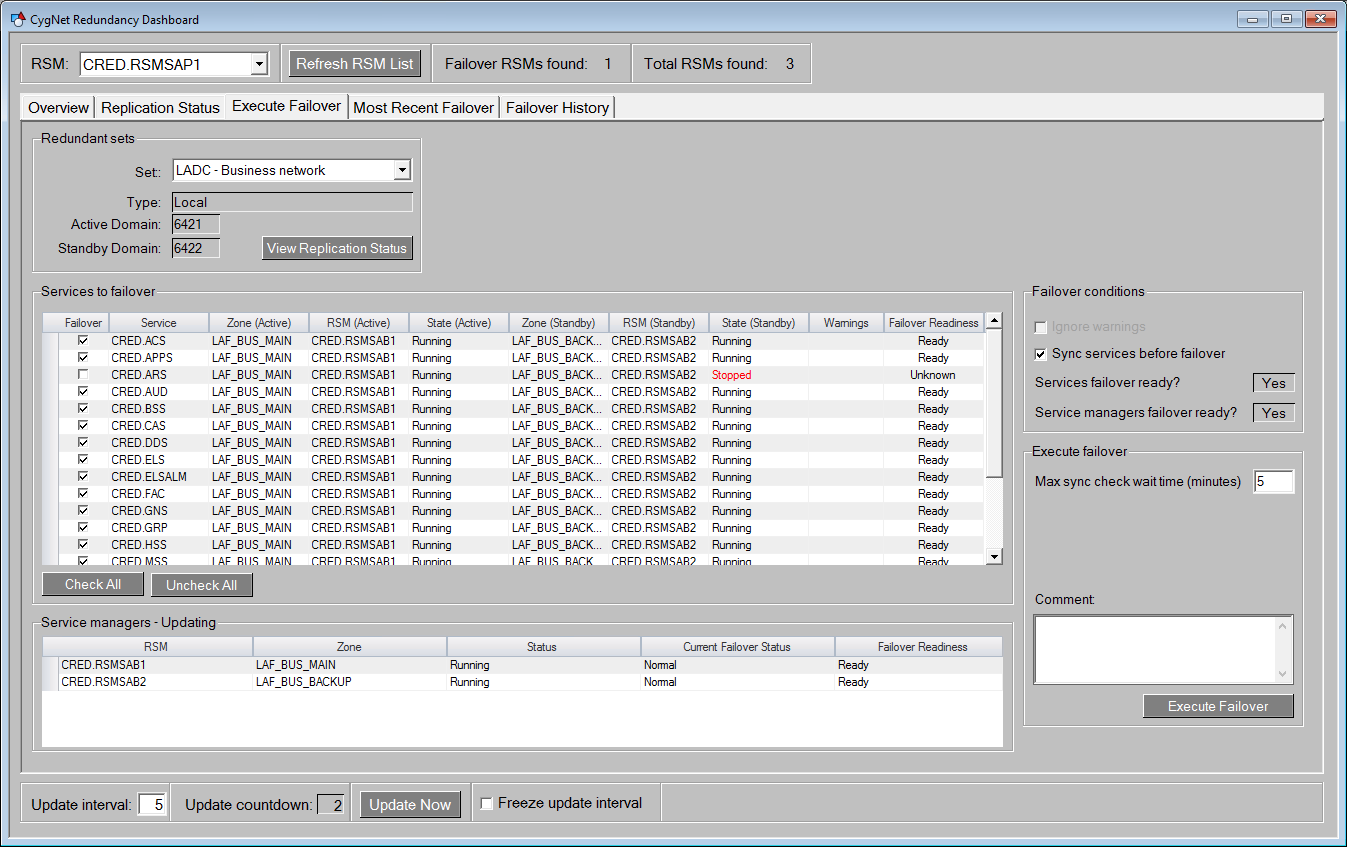 CygNet Redundancy Dashboard
RSM: CRED.RSMSAP1 Refresh RSM List Failover RSMs found: 1 Total RSMs found: 3
Overview Replication Status Execute Failover Most Recent Failover Failover History
Redundant sets
Set: LADC - Business network
Type: Local
Active Domain: 6421
Standby Domain: 6422 View Replication Status
Services to failover
Failover Service Zone (Active) RSM (Active) State (Active) Zone (Standby) RSM (Standby) State (Standby) Warnings Failover Readiness
CRED.ACS LAF_BUS_MAIN CRED.RSMSAB1 Running LAF_BUS_BACK... CRED.RSMSAB2 Running Ready
CRED.APPS LAF_BUS_MAIN CRED.RSMSAB1 Running LAF_BUS_BACK... CRED.RSMSAB2 Running Ready
CRED.ARS LAF_BUS_MAIN CRED.RSMSAB1 Running LAF_BUS_BACK... CRED.RSMSAB2 Stopped Unknown
CRED.AUD LAF_BUS_MAIN CRED.RSMSAB1 Running LAF_BUS_BACK... CRED.RSMSAB2 Running Ready
CRED.BSS LAF_BUS_MAIN CRED.RSMSAB1 Running LAF_BUS_BACK... CRED.RSMSAB2 Running Ready
CRED.CAS LAF_BUS_MAIN CRED.RSMSAB1 Running LAF_BUS_BACK... CRED.RSMSAB2 Running Ready
CRED.DDS LAF_BUS_MAIN CRED.RSMSAB1 Running LAF_BUS_BACK... CRED.RSMSAB2 Running Ready
CRED.ELS LAF_BUS_MAIN CRED.RSMSAB1 Running LAF_BUS_BACK... CRED.RSMSAB2 Running Ready
CRED.ELSALM LAF_BUS_MAIN CRED.RSMSAB1 Running LAF_BUS_BACK... CRED.RSMSAB2 Running Ready
CRED.FAC LAF_BUS_MAIN CRED.RSMSAB1 Running LAF_BUS_BACK... CRED.RSMSAB2 Running Ready
CRED.GNS LAF_BUS_MAIN CRED.RSMSAB1 Running LAF_BUS_BACK... CRED.RSMSAB2 Running Ready
CRED.GRP LAF_BUS_MAIN CRED.RSMSAB1 Running LAF_BUS_BACK... CRED.RSMSAB2 Running Ready
CRED.HSS LAF_BUS_MAIN CRED.RSMSAB1 Running LAF_BUS_BACK... CRED.RSMSAB2 Running Ready
CRED.MSS LAF_BUS_MAIN CRED.RSMSAB1 Running LAF_BUS_BACK CRED.RSMSAB2 Running Ready
Check All Uncheck All
Failover conditions
Ignore warnings
Sync services before failover
Services failover ready? Yes
Service managers failover ready? Yes
Execute failover
Max sync check wait time (minutes) 5
Comment:
Execute Failover
Service managers - Updating
RSM Zone Status Current Failover Status Failover Readiness
CRED.RSMSAB1 LAF_BUS_MAIN Running Normal Ready
CRED.RSMSAB2 LAF_BUS_BACKUP Running Normal Ready
Update interval: 5 Update countdown: 2 Update Now Freeze update interval